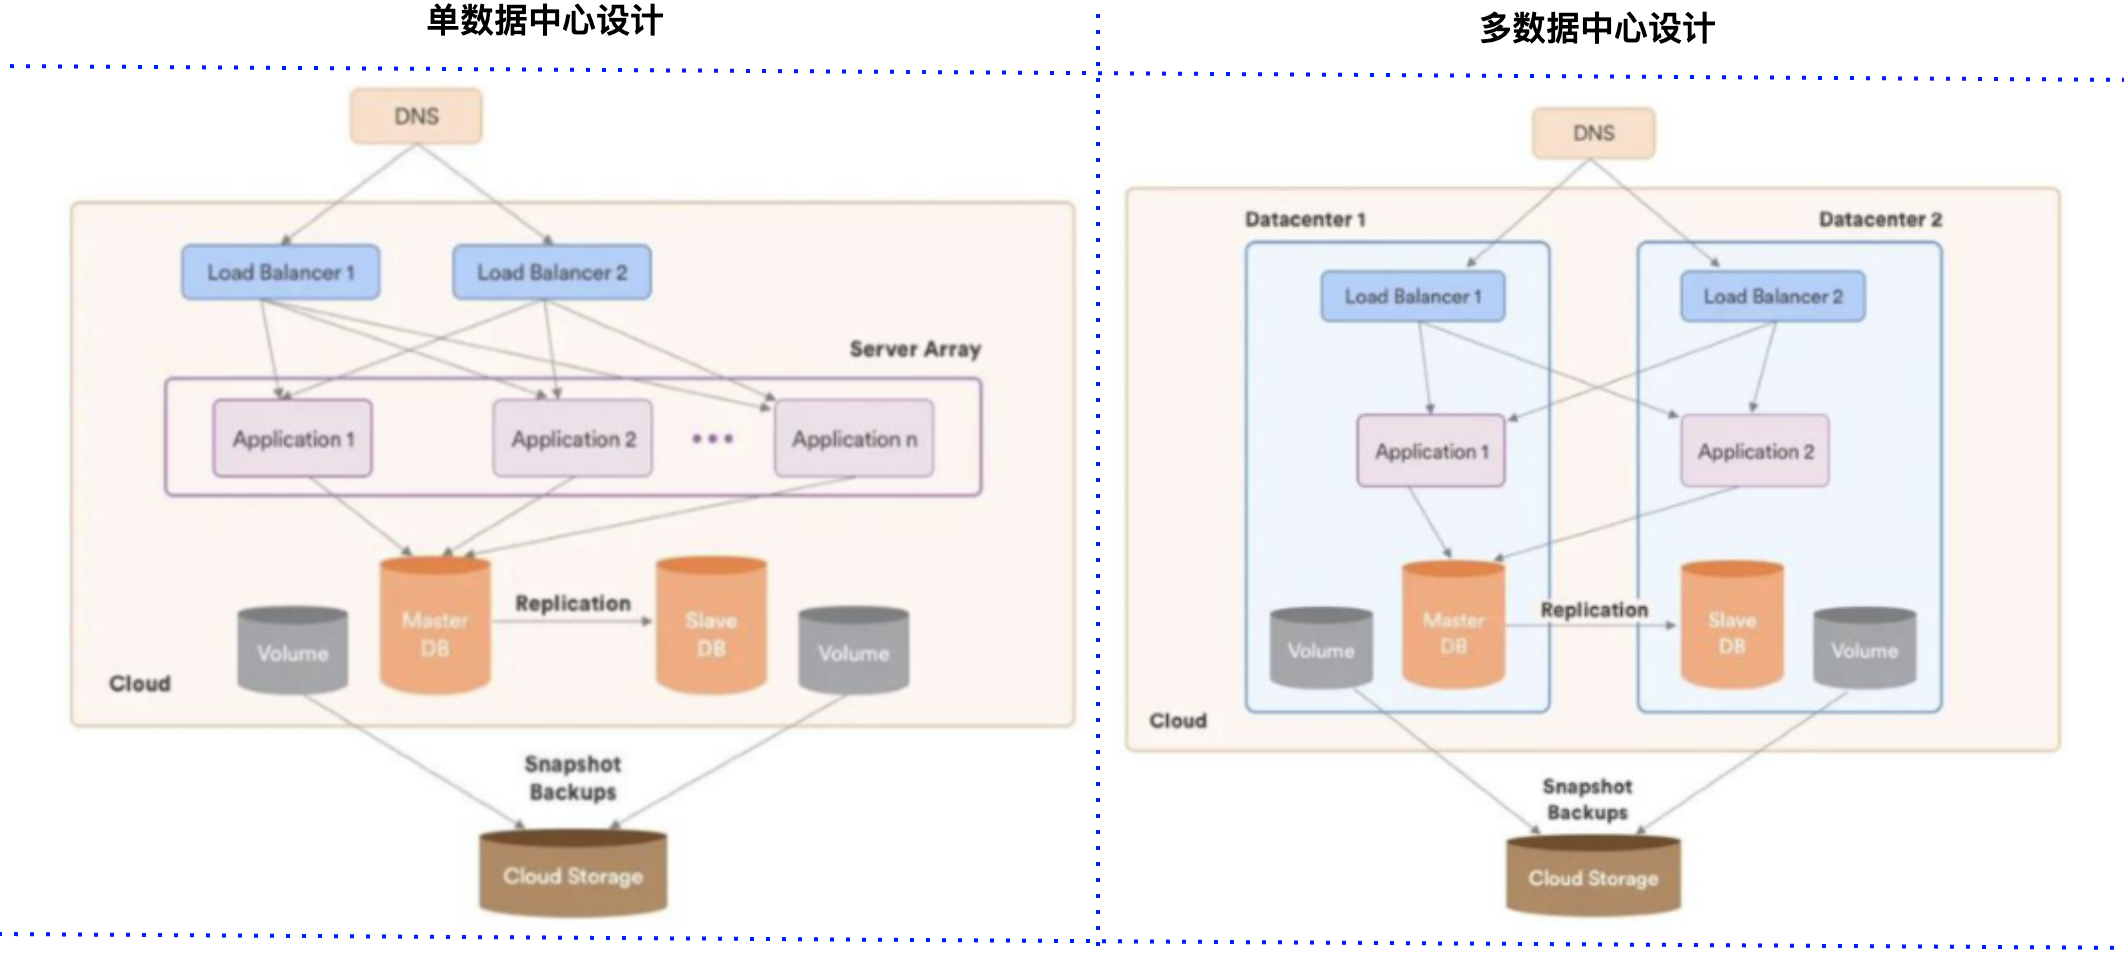 单数据中心设计
DNS
Load Balancer 1
Load Balancer 2
Server Array
Application 1
Application 2
•••
Application n
Master
DB
Replication
Slave
DB
Volume
Volume
Cloud
Snapshot
Backups
Cloud Storage
多数据中心设计
DNS
Datacenter 1
Datacenter 2
Load Balancer 1
Load Balancer 2
Application 1
Application 2
Master
DB
Replication
Slave
DB
Volume
Volume
Cloud
Snapshot
Backups
Cloud Storage